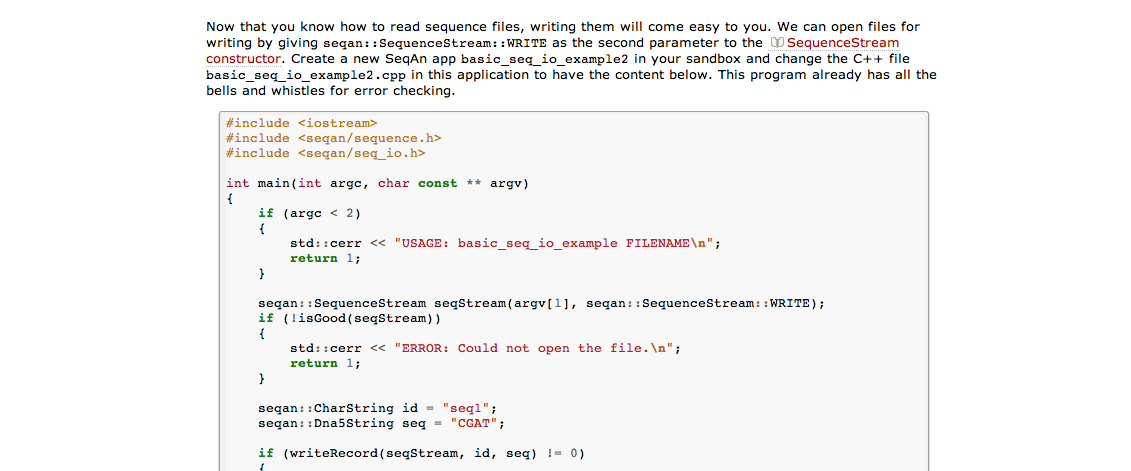 Now that you know how to read sequence files, writing them will come easy to you. We can open files for
writing by giving seqan::SequenceStream::WRITE as the second parameter to the SequenceStream
constructor. Create a new SeqAn app basic_seq_io_example2 in your sandbox and change the C++ file
basic_seq_io_example2.cpp in this application to have the content below. This program already has all the
bells and whistles for error checking.
#include <iostream>
#include <seqan/sequence.h>
#include <seqan/seq_io.h>
int main(int argc, char const ** argv)
{
    if (argc < 2)
    {
        std::cerr << "USAGE: basic_seq_io_example FILENAME\n";
        return 1;
    }
    seqan::SequenceStream seqStream(argv[1], seqan::SequenceStream::WRITE);
    if (!isGood(seqStream))
    {
        std::cerr << "ERROR: Could not open the file.\n";
        return 1;
    }
    seqan::CharString id = "seq1";
    seqan::Dna5String seq = "CGAT";
    if (writeRecord(seqStream, id, seq) != 0)
    {